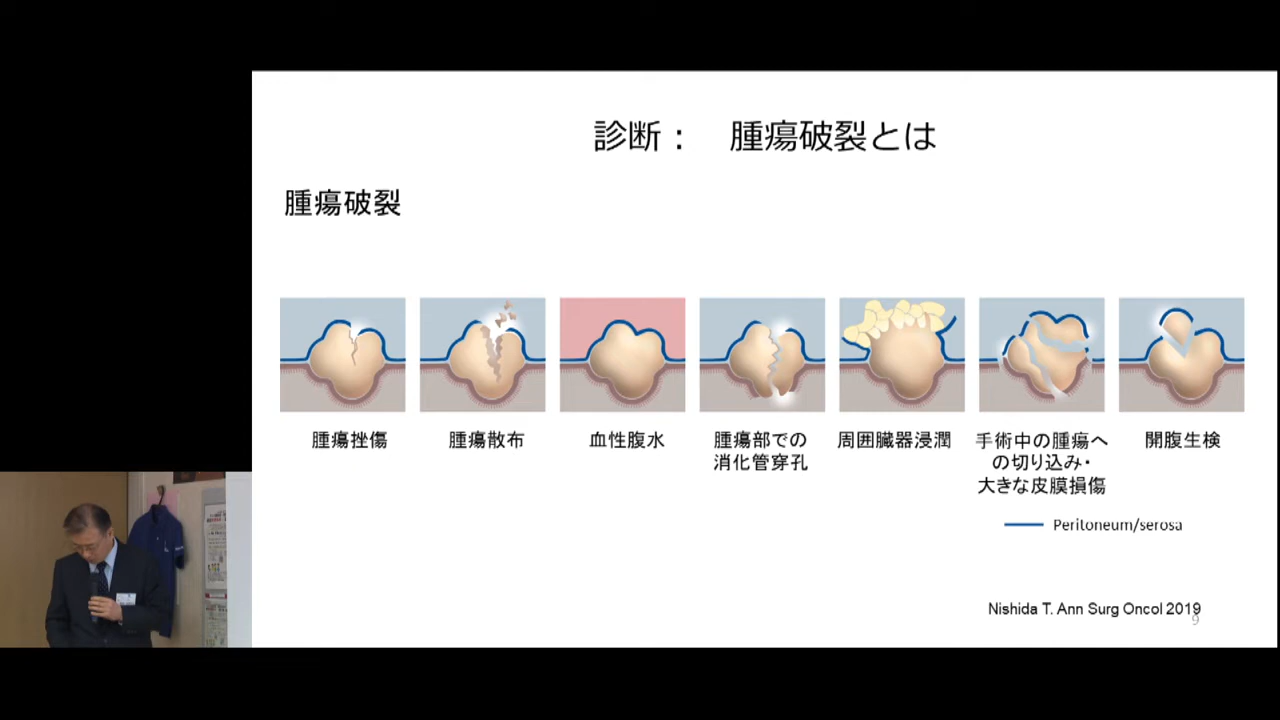 診断： 腫瘍破裂とは
腫瘍破裂
腫瘍挫傷
腫瘍散布
血性腹水
腫瘍部での
消化管穿孔
周囲臓器浸潤
手術中の腫瘍へ
の切り込み・
大きな皮膜損傷
開腹生検
Peritoneum/serosa
Nishida T. Ann Surg Oncol 2019
9